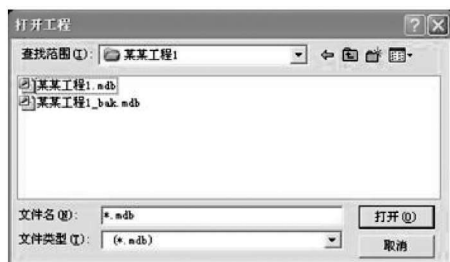 打开工程
查找范围(I): 某某工程1
某某工程1.mdb
某某工程1_bak.mdb
文件名(N): *.mdb 打开(O)
文件类型(T): (*.mdb) 取消